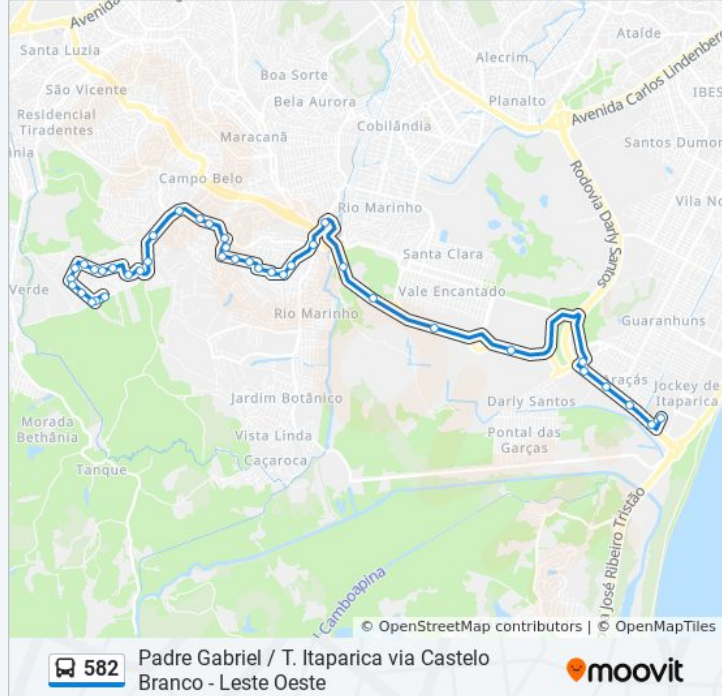 Avenida
Ataíde
Santa Luzia
Alecrim
Boa Sorte
São Vicente
Bela Aurora
Planalto
Avenida Carlos Lindenberg
IBES
Residencial
Tiradentes
Cobilândia
Maracanã
Santos Dumon
ânia
Campo Belo
Rodovia Darly Santos
Rio Marinho
Vila No
Santa Clara
Verde
Vale Encantado
Rio Marinho
Guaranhuns
Araçás
Jockey de
Itaparica
Jardim Botânico
Darly Santos
Morada
Bethânia
Vista Linda
Pontal das
Garças
Caçaroca
Tanque
a José Ribeiro Tristão
l Camboapina
© OpenStreetMap contributors | © OpenMapTiles
582
Padre Gabriel / T. Itaparica via Castelo
Branco - Leste Oeste
moovit